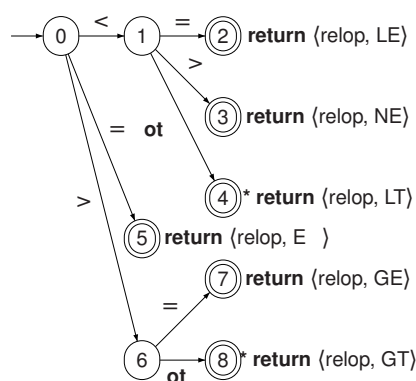 0 < 1 = 2 return ⟨relop, LE⟩
>
3 return ⟨relop, NE⟩
= ot
> 4 * return ⟨relop, LT⟩
5 return ⟨relop, E ⟩
= 7 return ⟨relop, GE⟩
6 ot 8 * return ⟨relop, GT⟩